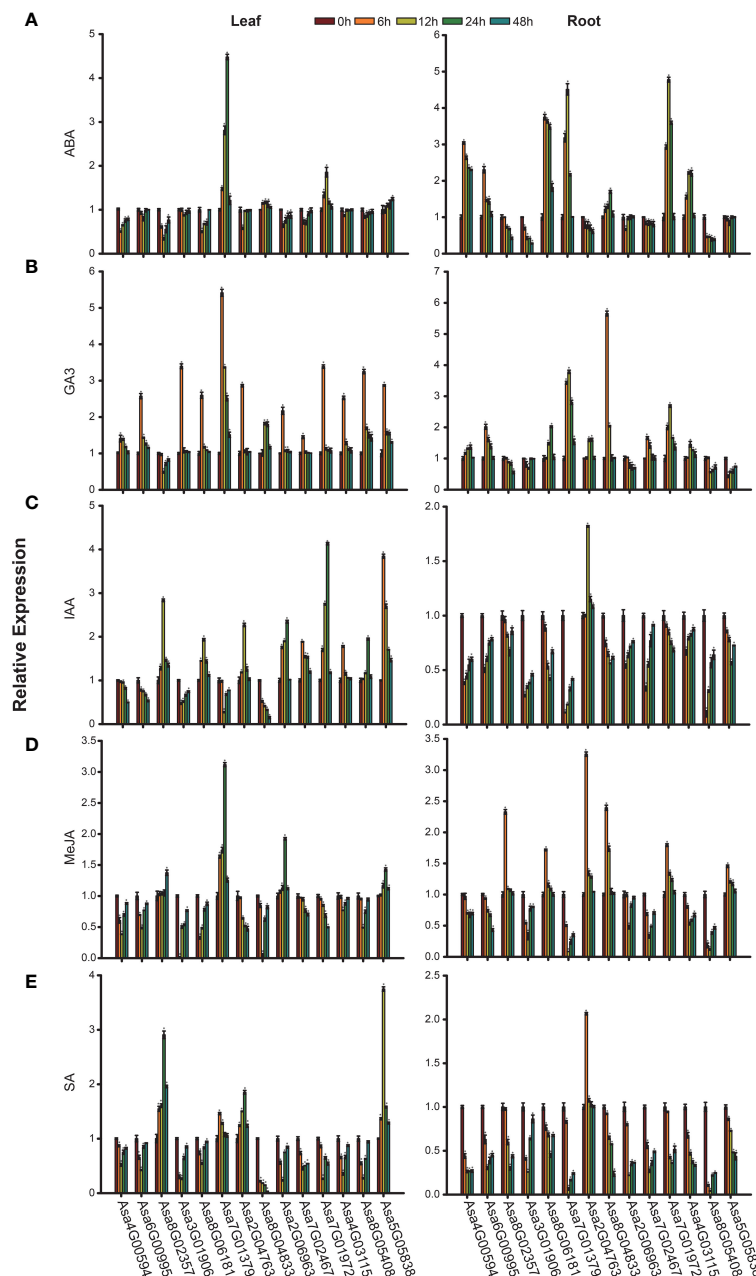 A
Leaf
0h 6h 12h 24h 48h
Root
ABA
5
4
3
2
1
0
6
5
4
3
2
1
0
B
GA3
6
5
4
3
2
1
0
7
6
5
4
3
2
1
0
C
Relative Expression
IAA
5
4
3
2
1
0
2.0
1.5
1.0
0.5
0.0
D
MeJA
3.5
3.0
2.5
2.0
1.5
1.0
0.5
0.0
3.5
3.0
2.5
2.0
1.5
1.0
0.5
0.0
E
SA
4
3
2
1
0
2.5
2.0
1.5
1.0
0.5
0.0
Asa4G00594
Asa6G00995
Asa8G02357
Asa3G01906
Asa8G06181
Asa7G01379
Asa2G04763
Asa8G04833
Asa2G06963
Asa7G02467
Asa7G01972
Asa4G03115
Asa8G05408
Asa5G05838
Asa4G00594
Asa6G00995
Asa8G02357
Asa3G01906
Asa8G06181
Asa7G01379
Asa2G04763
Asa8G04833
Asa2G06963
Asa7G02467
Asa7G01972
Asa4G03115
Asa8G05408
Asa5G05838